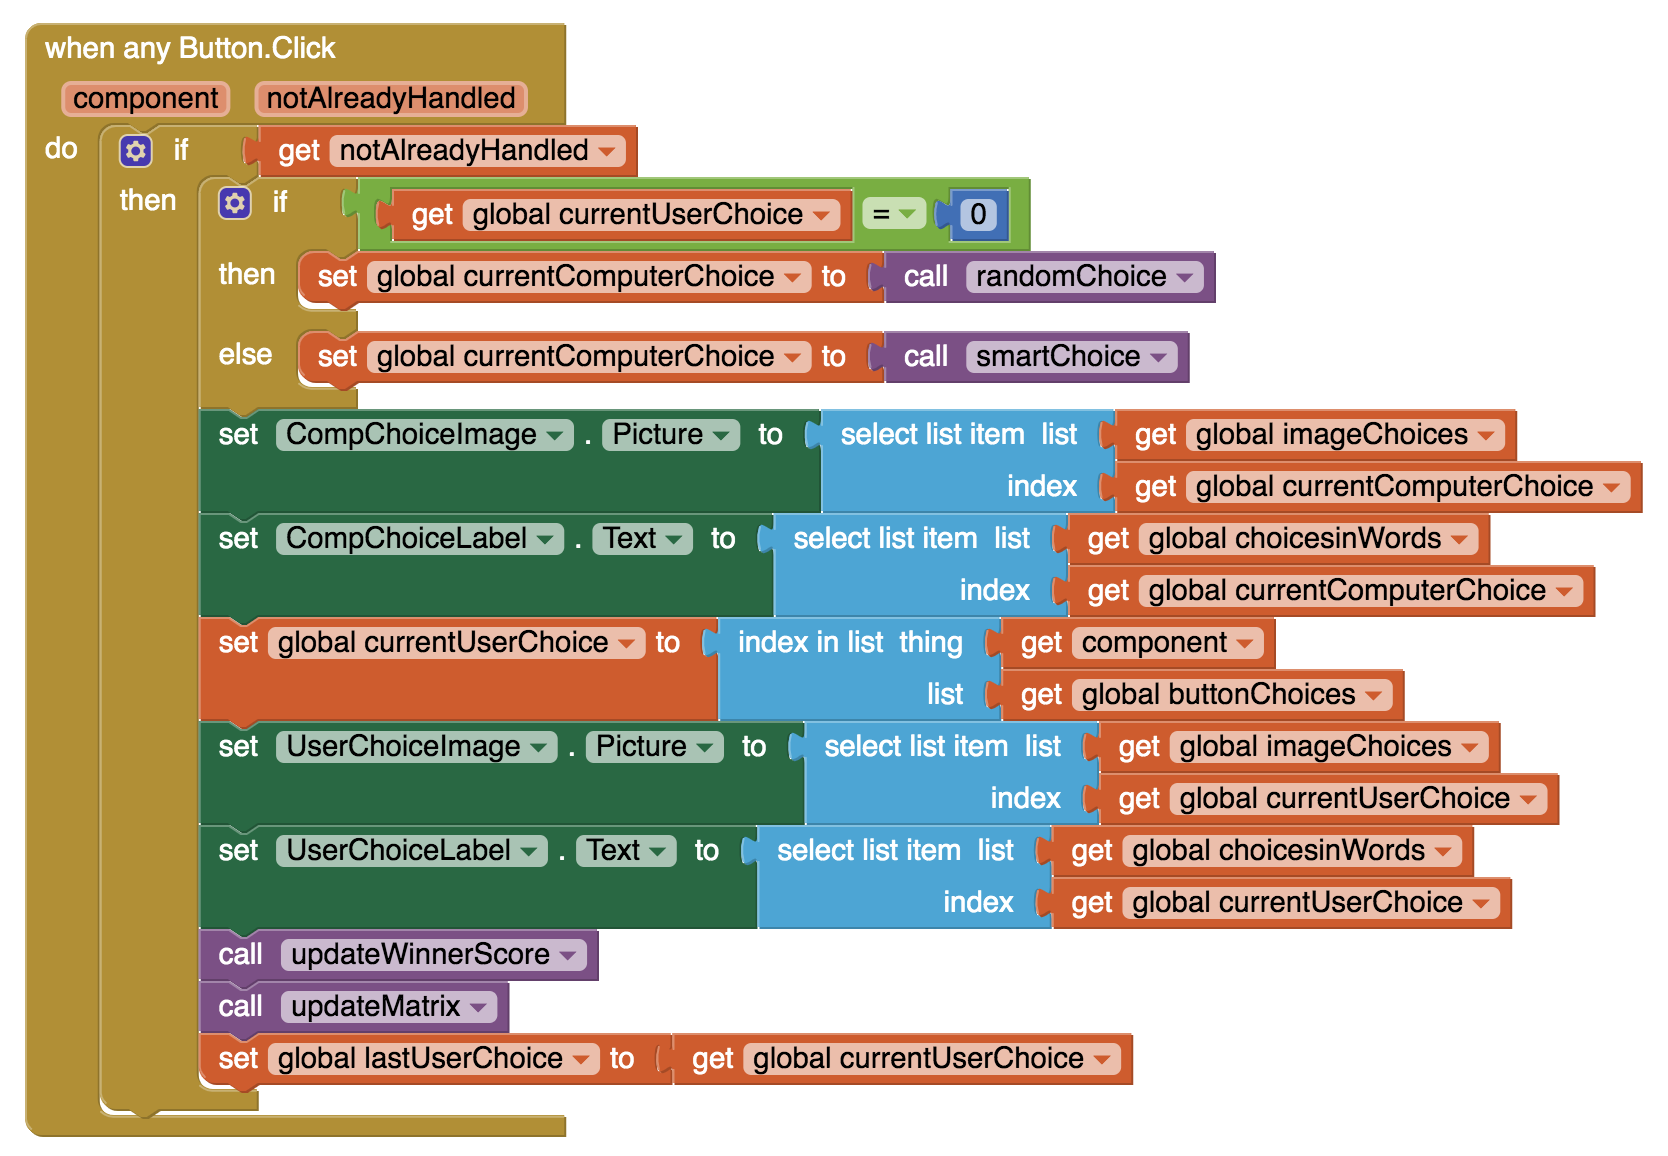 when any Button.Click
component notAlreadyHandled
do if get notAlreadyHandled
then if get global currentUserChoice = 0
then set global currentComputerChoice to call randomChoice
else set global currentComputerChoice to call smartChoice
set CompChoiceImage . Picture to select list item list get global imageChoices
index get global currentComputerChoice
set CompChoiceLabel . Text to select list item list get global choicesinWords
index get global currentComputerChoice
set global currentUserChoice to index in list thing get component
list get global buttonChoices
set UserChoiceImage . Picture to select list item list get global imageChoices
index get global currentUserChoice
set UserChoiceLabel . Text to select list item list get global choicesinWords
index get global currentUserChoice
call updateWinnerScore
call updateMatrix
set global lastUserChoice to get global currentUserChoice